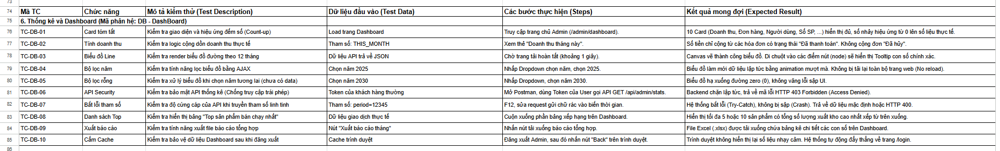 73
74 Mã TC Chức năng Mô tả kiểm thử (Test Description) Dữ liệu đầu vào (Test Data) Các bước thực hiện (Steps) Kết quả mong đợi (Expected Result)
75 6. Thống kê và Dashboard (Mã phân hệ: DB - DashBoard)
76 TC-DB-01 Card tóm tắt Kiểm tra giao diện và hiệu ứng đếm số (Count-up) Load trang Dashboard Truy cập trang chủ Admin (/admin/dashboard). 10 Card (Doanh thu, Đơn hàng, Người dùng, Số SP, ...) hiển thị đủ, số nhảy hiệu ứng từ 0 lên số liệu thực tế.
77 TC-DB-02 Tính doanh thu Kiểm tra logic cộng dồn doanh thu thực tế Tham số: THIS_MONTH Xem thẻ "Doanh thu tháng này". Số tiền chỉ cộng từ các hóa đơn có trạng thái "Đã thanh toán". Không cộng đơn "Đã hủy".
78 TC-DB-03 Biểu đồ Line Kiểm tra render biểu đồ đường theo 12 tháng Dữ liệu API trả về JSON Chờ trang tải hoàn tất (khoảng 1 giây). Canvas vẽ thành công biểu đồ. Di chuột vào các điểm nút (node) sẽ hiển thị Tooltip con số chính xác.
79 TC-DB-04 Bộ lọc năm Kiểm tra tính năng lọc biểu đồ bằng AJAX Chọn năm 2025 Nhấp Dropdown chọn năm, chọn 2025. Biểu đồ làm mới dữ liệu lập tức bằng animation mượt mà. Không bị tải lại toàn bộ trang web (No reload).
80 TC-DB-05 Bộ lọc rỗng Kiểm tra xử lý biểu đồ khi chọn năm tương lai (chưa có data) Chọn năm 2030 Nhấp Dropdown, chọn năm 2030. Biểu đồ hạ xuống đường zero (0), không văng lỗi sập UI.
81 TC-DB-06 API Security Kiểm tra bảo mật API thống kê (Chống truy cập trái phép) Token của khách hàng thường Mở Postman, dùng Token của User gọi API GET /api/admin/stats. Backend chặn lập tức, trả về mã lỗi HTTP 403 Forbidden (Access Denied).
82 TC-DB-07 Bắt lỗi tham số Kiểm tra độ cứng cáp của API khi truyền tham số linh tinh Tham số: period=12345 F12, sửa request gửi chữ rác vào biến thời gian. Hệ thống bắt lỗi (Try-Catch), không bị sập (Crash). Trả về dữ liệu mặc định hoặc HTTP 400.
83 TC-DB-08 Danh sách Top Kiểm tra hiển thị bảng "Top sản phẩm bán chạy nhất" Dữ liệu giao dịch thực tế Cuộn xuống phần bảng xếp hạng trên Dashboard. Hiển thị tối đa 5 hoặc 10 sản phẩm có tổng số lượng xuất kho cao nhất xếp từ trên xuống.
84 TC-DB-09 Xuất báo cáo Kiểm tra tính năng xuất file báo cáo tổng hợp Nút "Xuất báo cáo tháng" Nhấn nút tải xuống báo cáo tổng hợp. File Excel (.xlsx) được tải xuống chứa bảng kê chi tiết các con số trên Dashboard.
85 TC-DB-10 Cấm Cache Kiểm tra bảo vệ dữ liệu Dashboard sau khi đăng xuất Cache trình duyệt Đăng xuất Admin, sau đó nhấn nút "Back" trên trình duyệt. Trình duyệt không hiển thị lại số liệu nhạy cảm. Hệ thống tự động đẩy thẳng về trang /login.
86